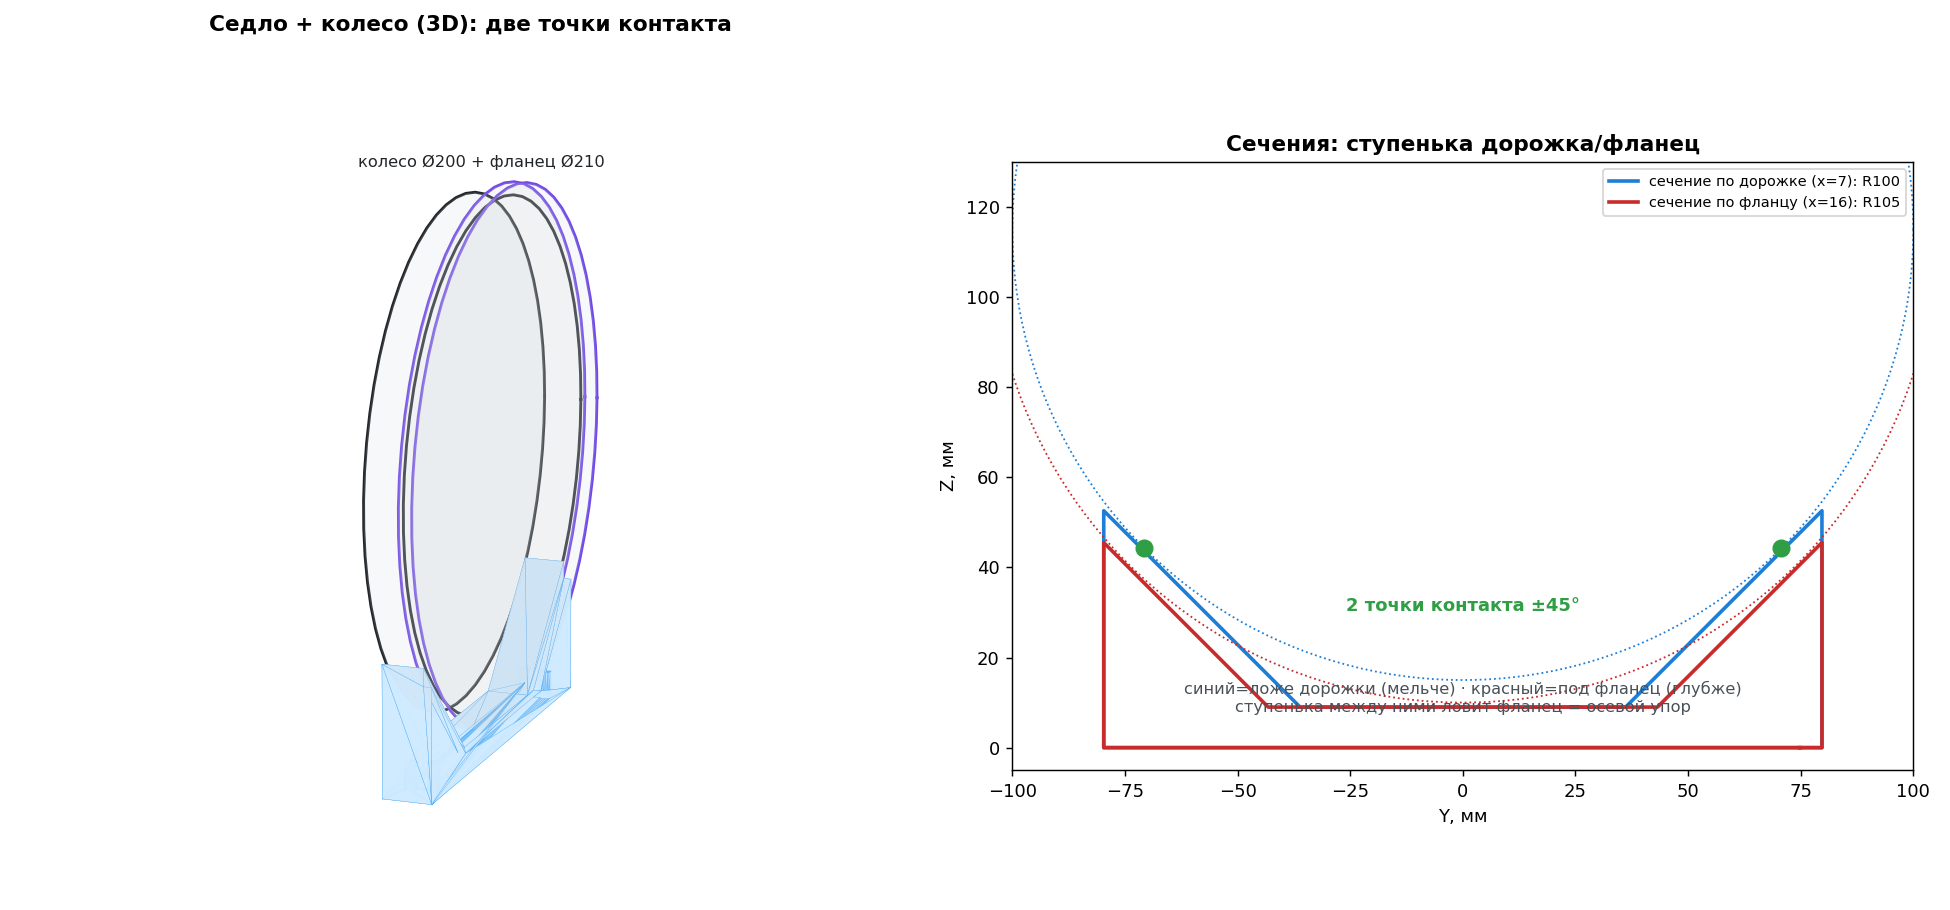 Седло + колесо (3D): две точки контакта
колесо Ø200 + фланец Ø210
Сечения: ступенька дорожка/фланец
сечение по дорожке (x=7): R100
сечение по фланцу (x=16): R105
120
100
80
60
40
20
0
Z, мм
2 точки контакта ±45°
синий=ложе дорожки (мельче) · красный=под фланец (глубже)
ступенька между ними ловит фланец = осевой упор
−100
−75
−50
−25
0
25
50
75
100
Y, мм